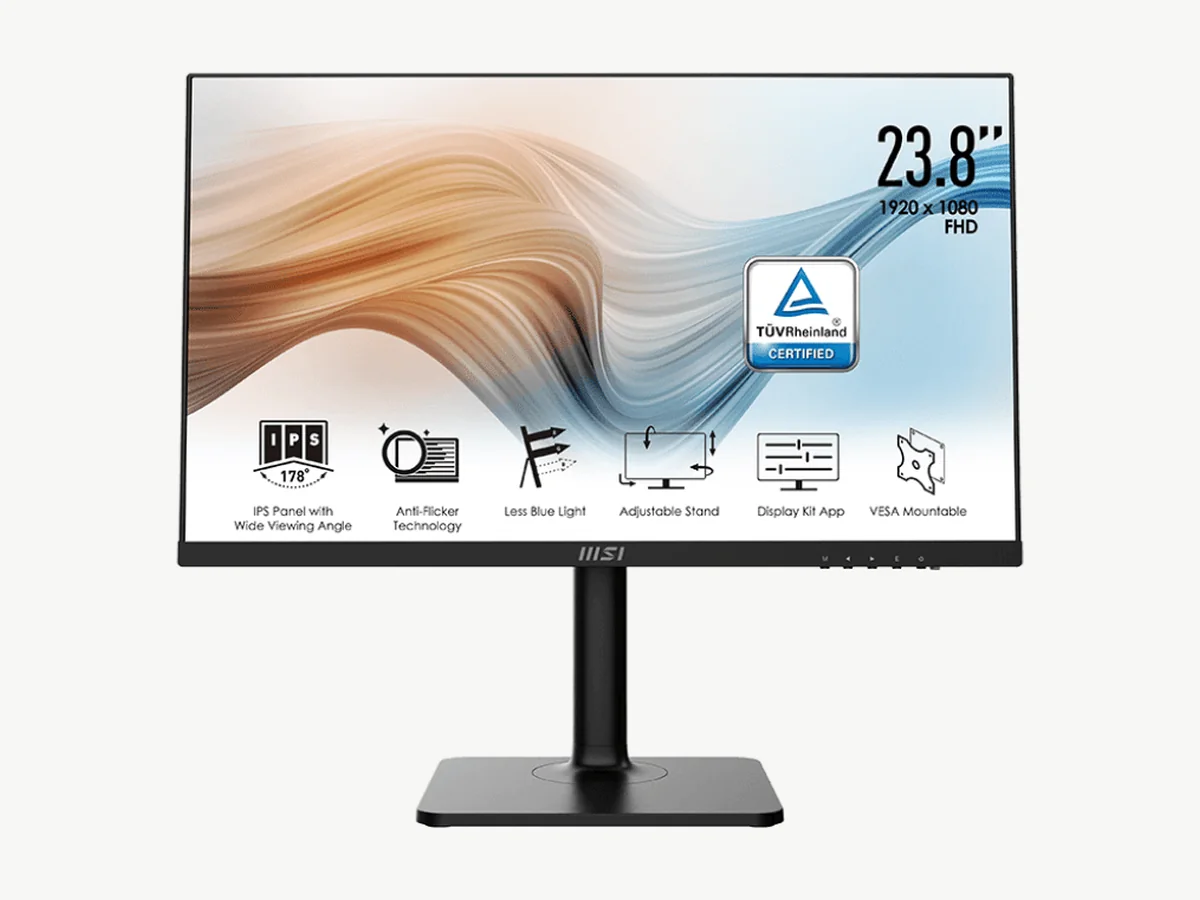 23.8’’
1920 x 1080
FHD
TÜVRheinland®
CERTIFIED
IPS
178°
IPS Panel with
Wide Viewing Angle
Anti-Flicker
Technology
Less Blue Light
Adjustable Stand
Display Kit App
VESA Mountable
msi